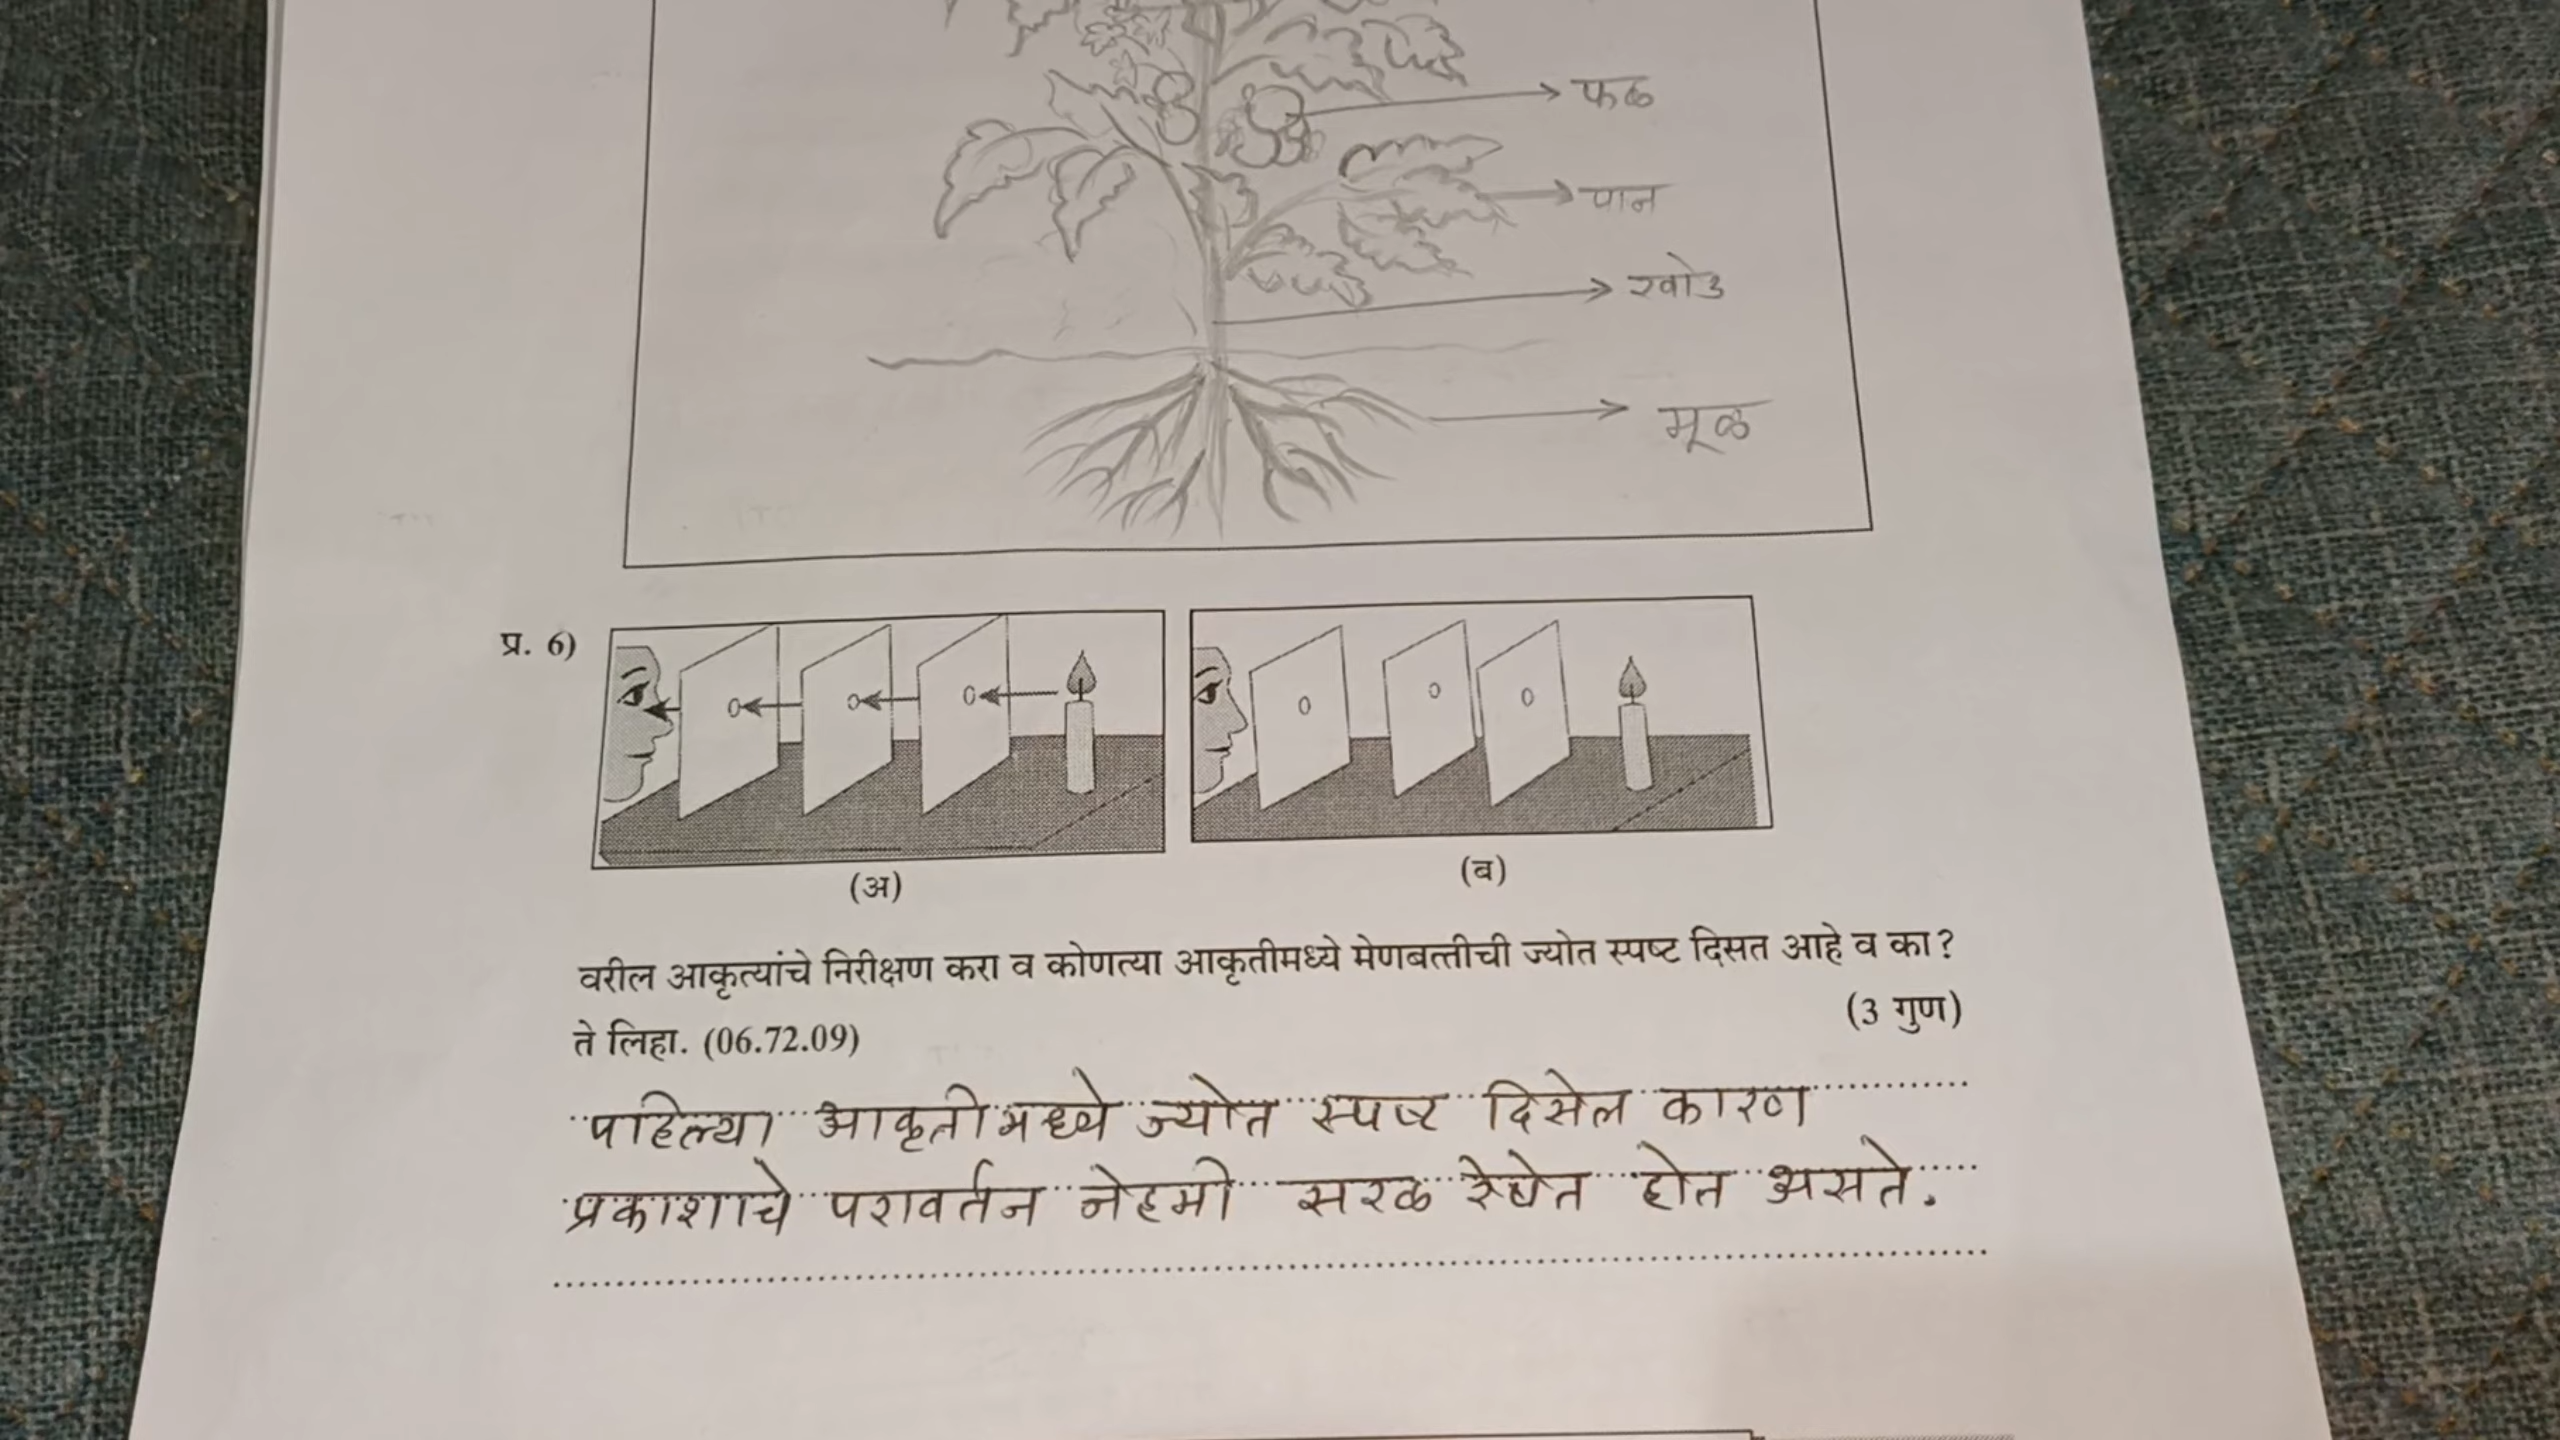 फळ
पान
खोड
मूळ
प्र. 6)
(अ)
(ब)
वरील आकृत्यांचे निरीक्षण करा व कोणत्या आकृतीमध्ये मेणबत्तीची ज्योत स्पष्ट दिसत आहे व का?
ते लिहा. (06.72.09) (3 गुण)
पहिल्या आकृतीमध्ये ज्योत स्पष्ट दिसेल कारण
प्रकाशाचे परावर्तन नेहमी सरळ रेषेत होत असते.